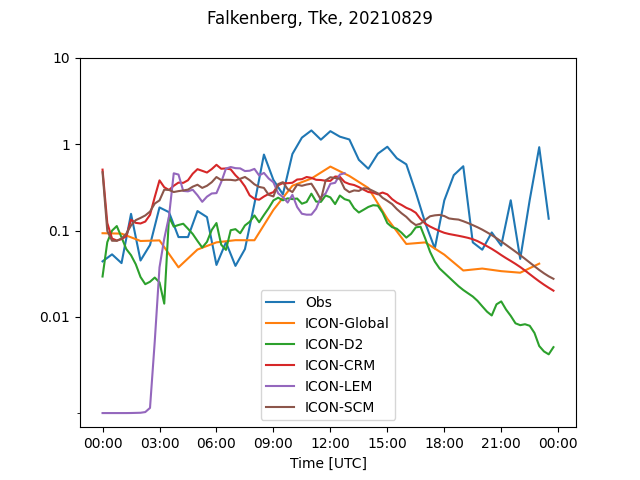 Falkenberg, Tke, 20210829
10
1
0.1
0.01
Obs
ICON-Global
ICON-D2
ICON-CRM
ICON-LEM
ICON-SCM
00:00 03:00 06:00 09:00 12:00 15:00 18:00 21:00 00:00
Time [UTC]